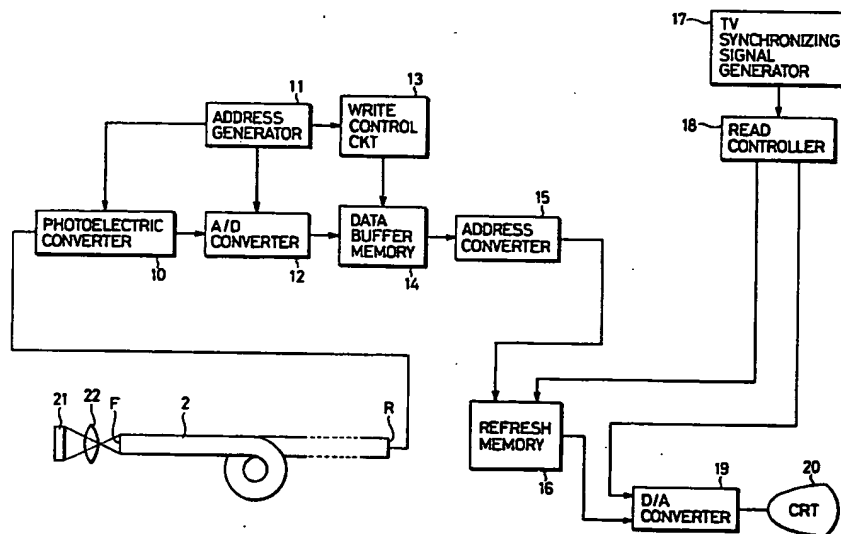 17
TV
SYNCHRONIZING
SIGNAL
GENERATOR
18
READ
CONTROLLER
11
ADDRESS
GENERATOR
13
WRITE
CONTROL
CKT
PHOTOELECTRIC
CONVERTER
10
A/D
CONVERTER
12
DATA
BUFFER
MEMORY
14
15
ADDRESS
CONVERTER
21
22
F
2
R
REFRESH
MEMORY
16
19
D/A
CONVERTER
20
CRT